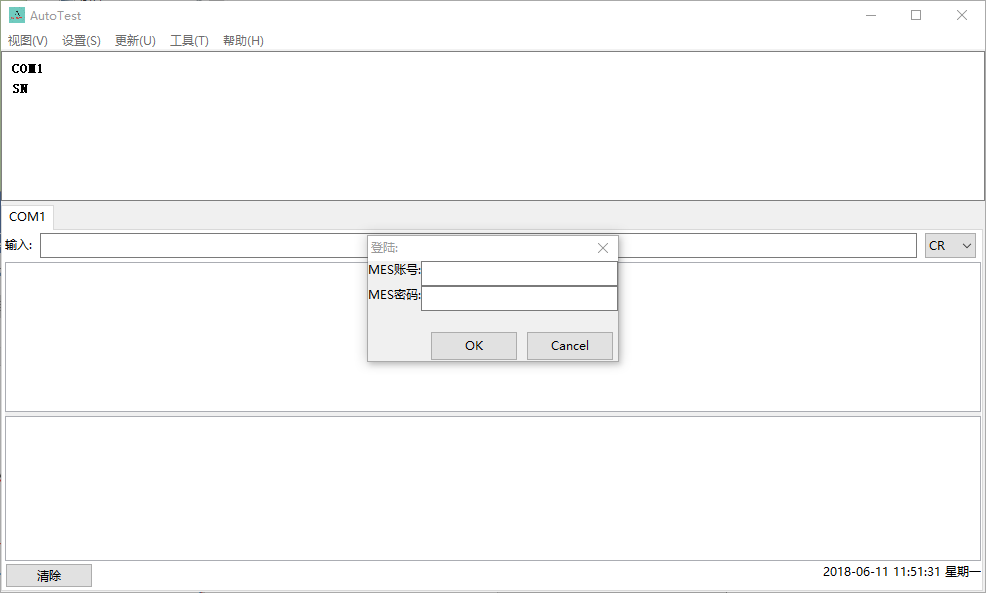 AutoTest
视图(V) 设置(S) 更新(U) 工具(T) 帮助(H)
COM1
SN
COM1
输入: CR
登陆:
MES账号:
MES密码:
OK Cancel
清除 2018-06-11 11:51:31 星期一